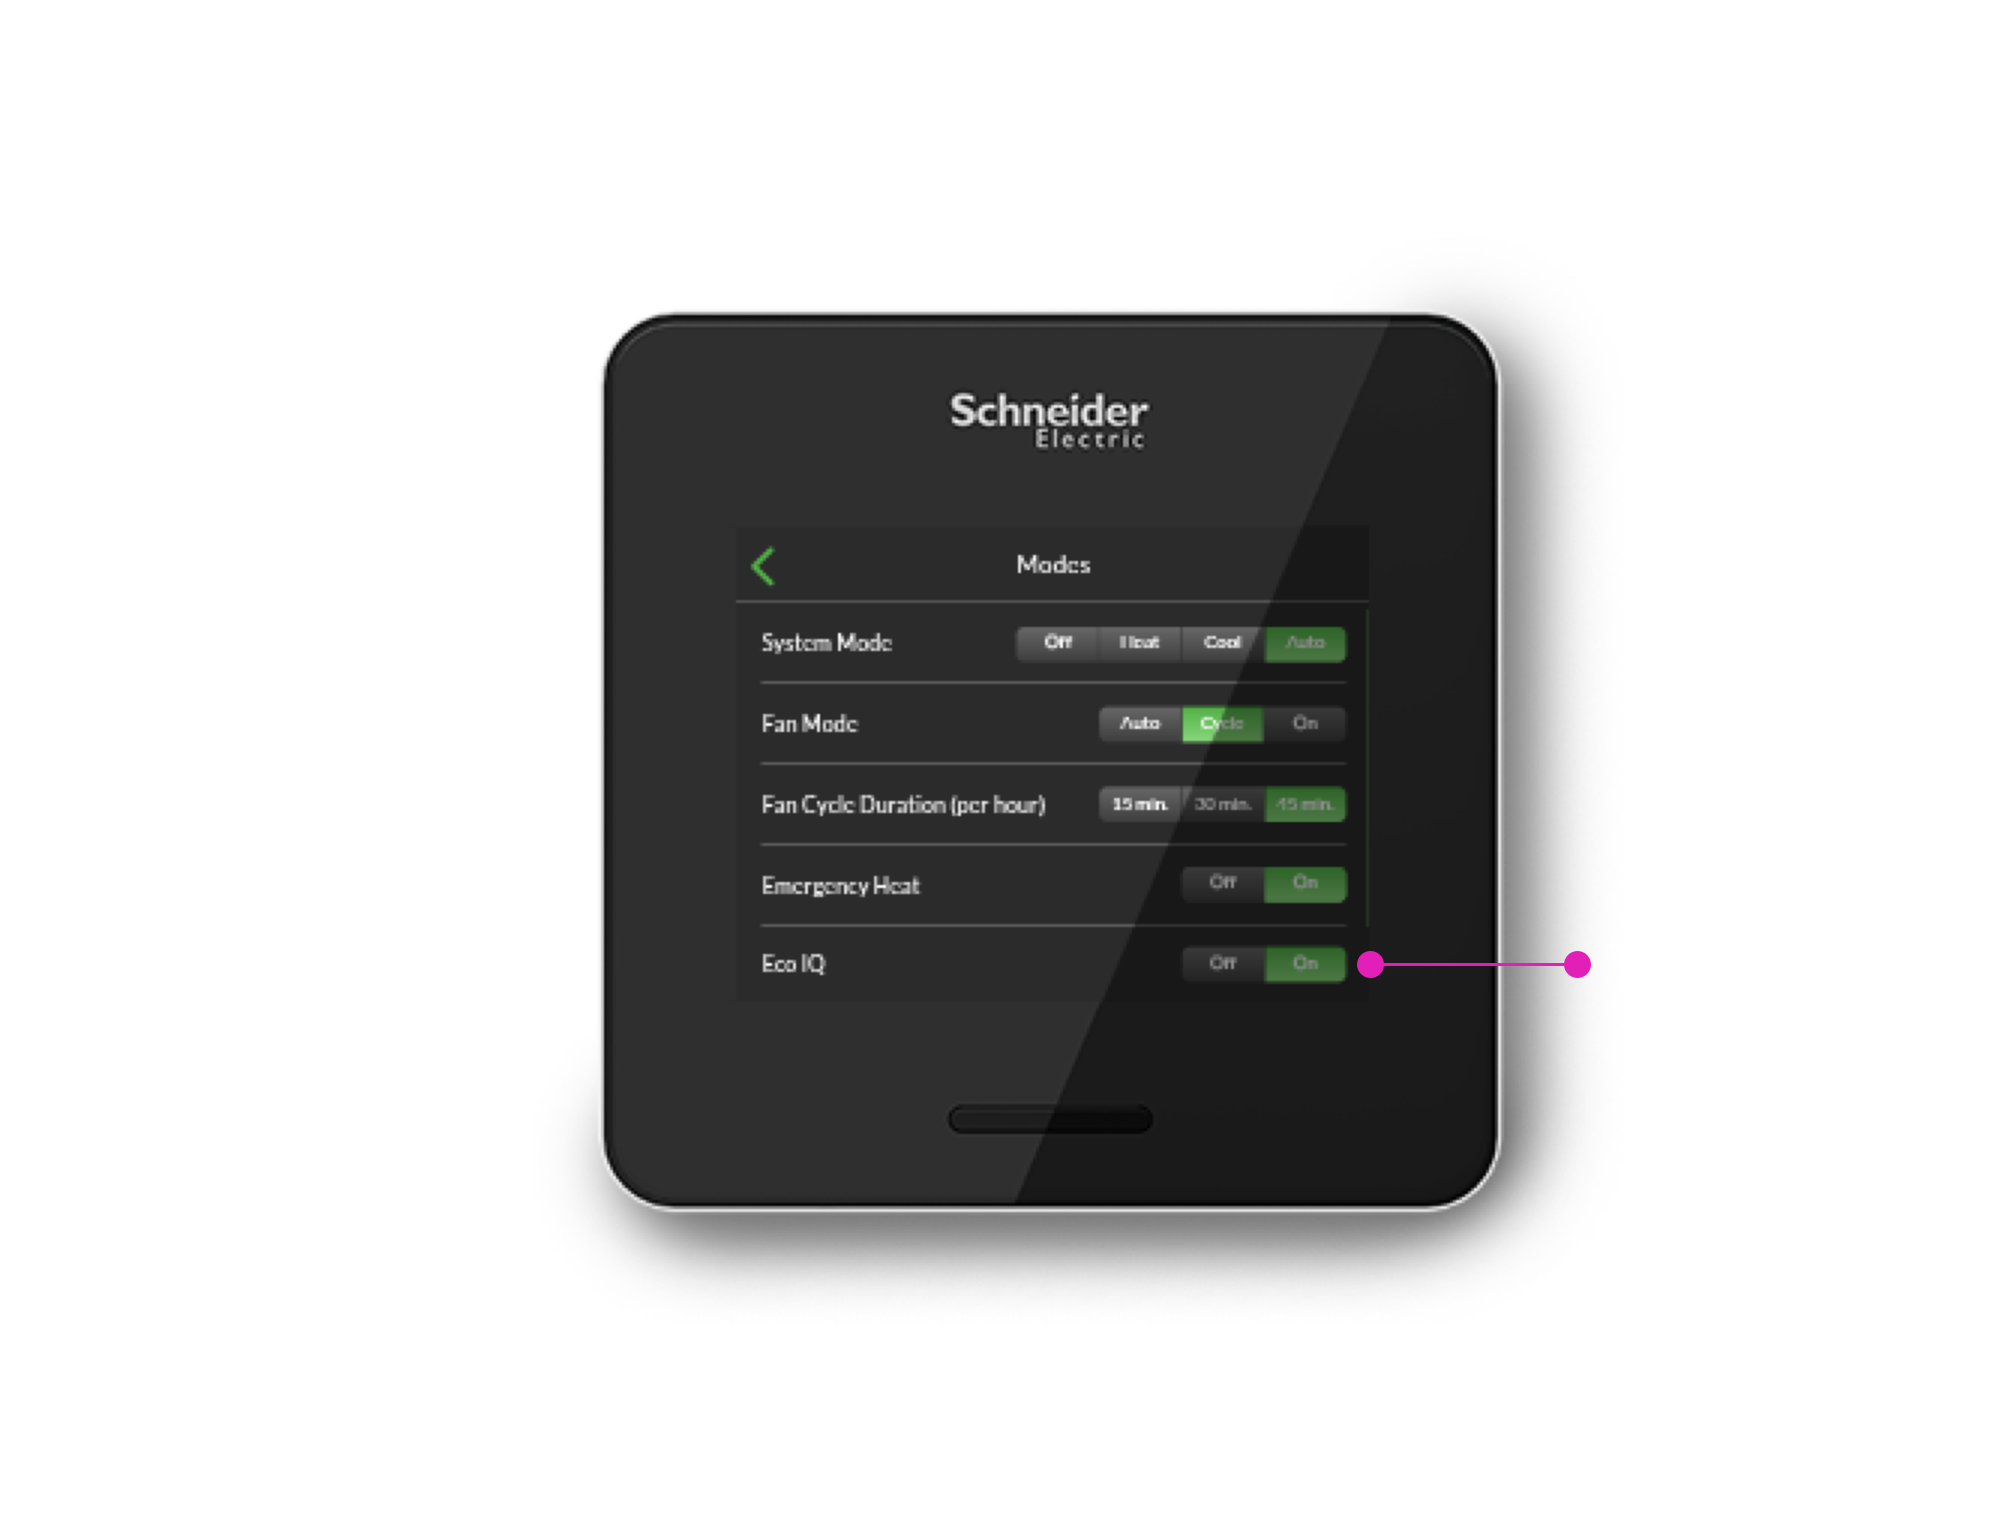 Schneider
Electric
Modes
System Mode Off Heat Cool Auto
Fan Mode Auto Cycle On
Fan Cycle Duration (per hour) 15 min. 30 min. 45 min.
Emergency Heat Off On
Eco IQ Off On